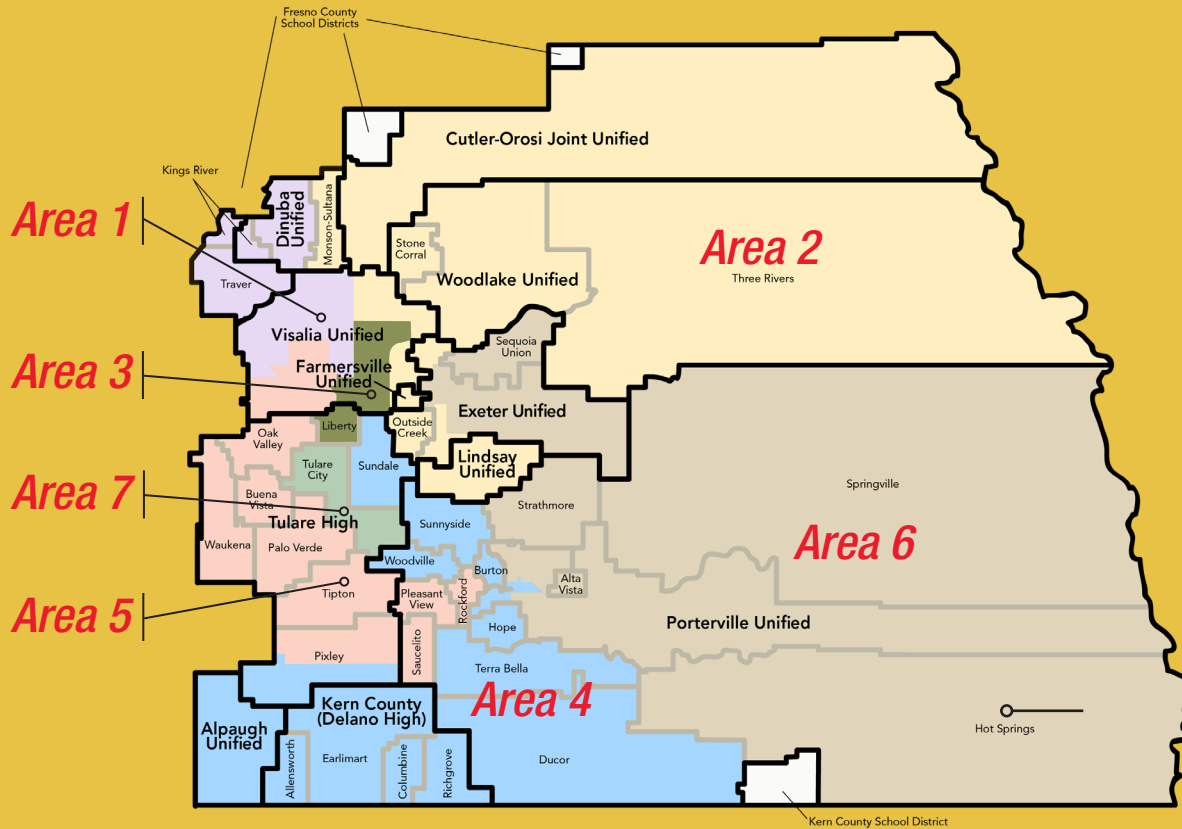 Fresno County
School Districts
Cutler-Orosi Joint Unified
Kings River
Dinuba
Unified
Monson-Sultana
Area 1
Stone
Corral
Area 2
Three Rivers
Traver
Woodlake Unified
Visalia Unified
Sequoia
Union
Area 3
Farmersville
Unified
Exeter Unified
Oak
Valley
Liberty
Outside
Creek
Lindsay
Unified
Tulare
City
Sundale
Area 7
Buena
Vista
Tulare High
Strathmore
Springville
Sunnyside
Waukena
Palo Verde
Area 6
Woodville
Burton
Alta
Vista
Tipton
Pleasant
View
Rockford
Area 5
Hope
Porterville Unified
Pixley
Saucelito
Terra Bella
Area 4
Kern County
(Delano High)
Alpaugh
Unified
Hot Springs
Allensworth
Earlimart
Columbine
Richgrove
Ducor
Kern County School District